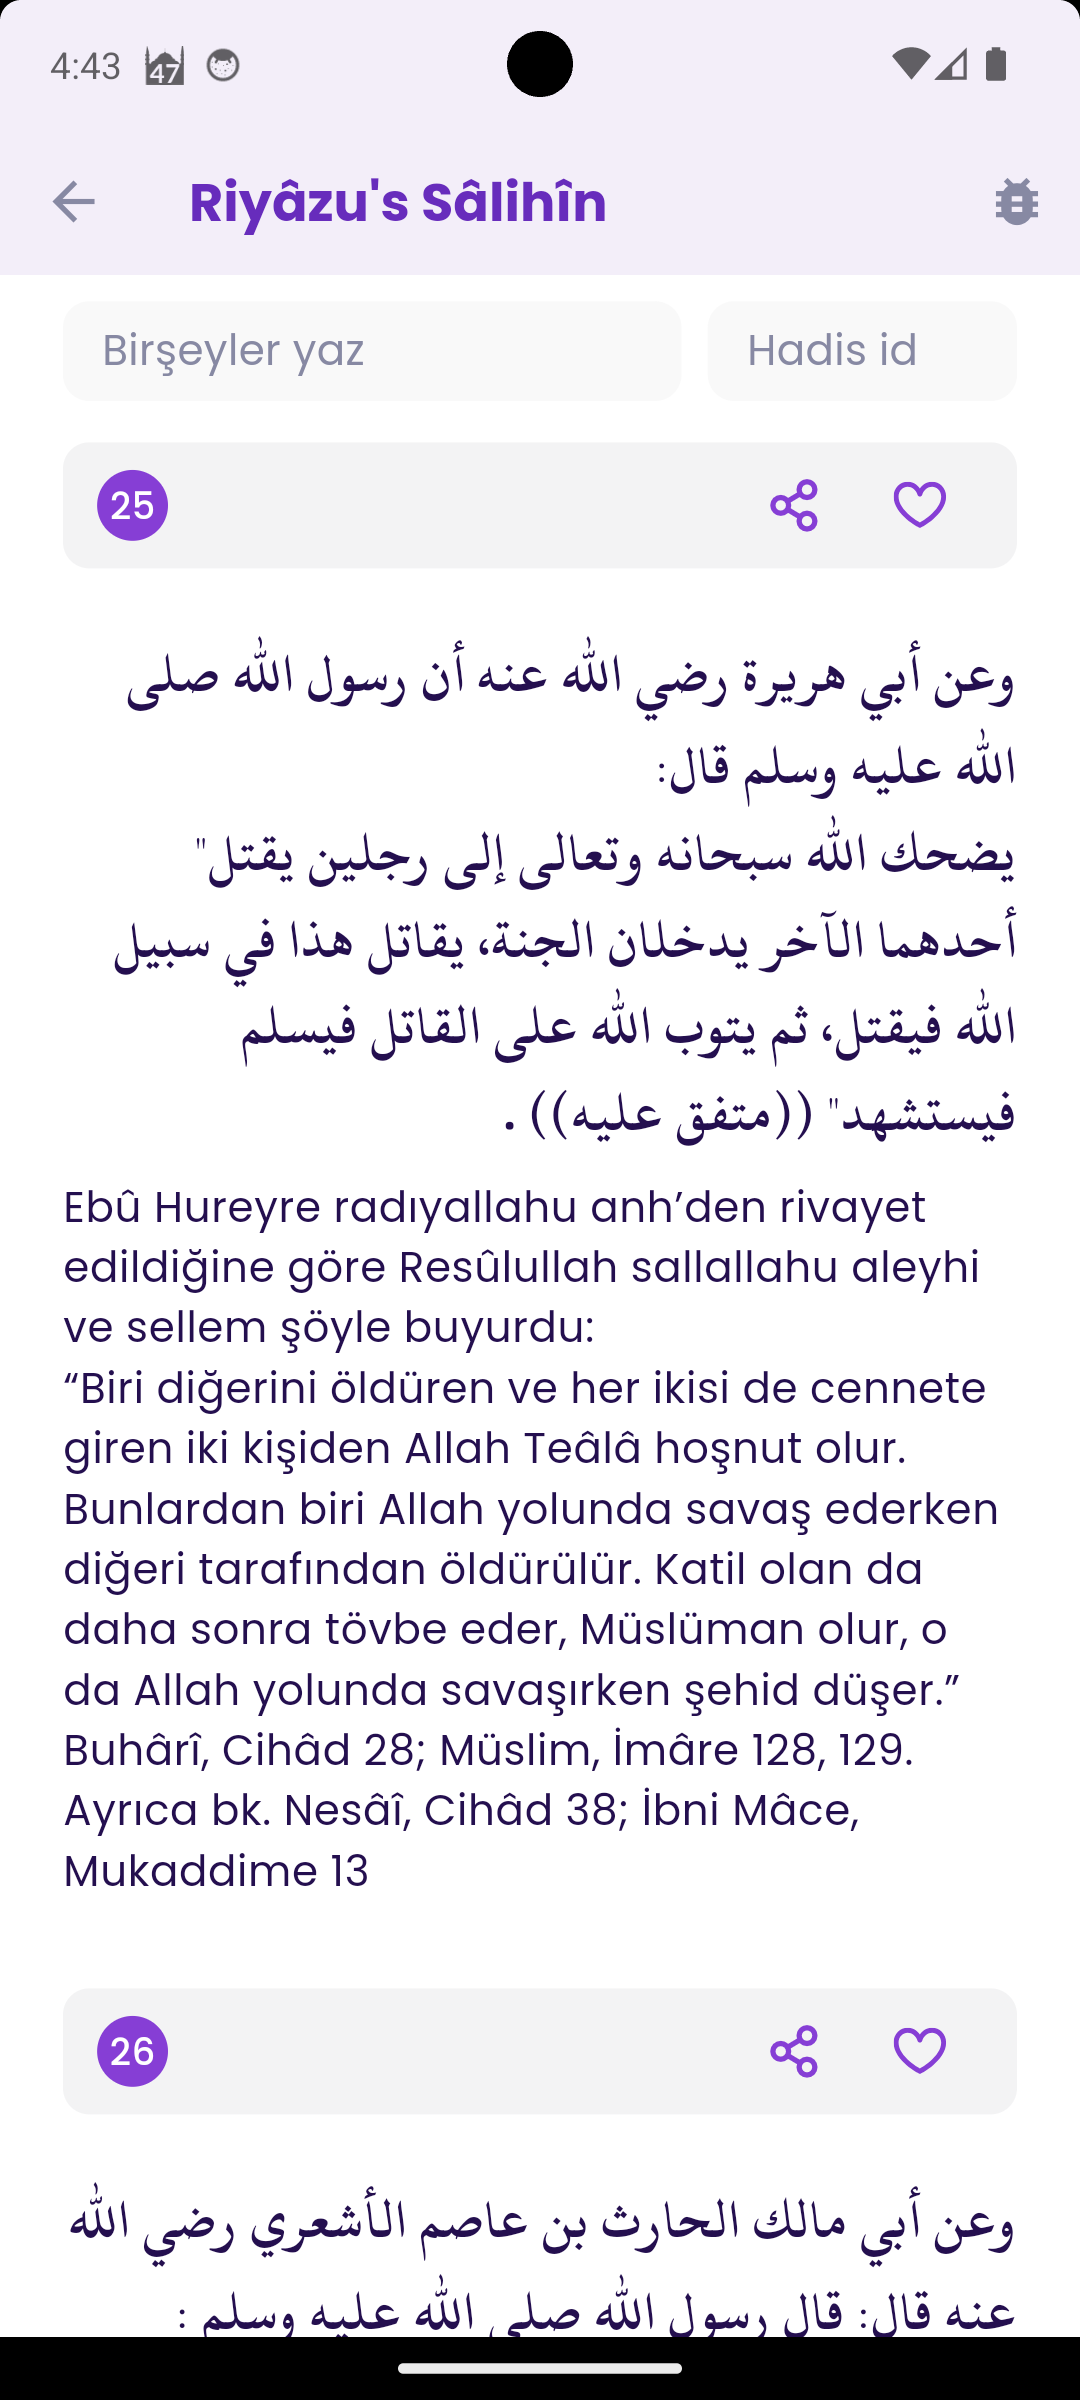 4:43
47
Riyâzu's Sâlihîn
Birşeyler yaz
Hadis id
25
وعن أبي هريرة رضي الله عنه أن رسول الله صلى
الله عليه وسلم قال:
يضحك الله سبحانه وتعالى إلى رجلين يقتل"
أحدهما الآخر يدخلان الجنة، يقاتل هذا في سبيل
الله فيقتل، ثم يتوب الله على القاتل فيسلم
فيستشهد" ((متفق عليه)) .
Ebû Hureyre radıyallahu anh’den rivayet
edildiğine göre Resûlullah sallallahu aleyhi
ve sellem şöyle buyurdu:
“Biri diğerini öldüren ve her ikisi de cennete
giren iki kişiden Allah Teâlâ hoşnut olur.
Bunlardan biri Allah yolunda savaş ederken
diğeri tarafından öldürülür. Katil olan da
daha sonra tövbe eder, Müslüman olur, o
da Allah yolunda savaşırken şehid düşer.”
Buhârî, Cihâd 28; Müslim, İmâre 128, 129.
Ayrıca bk. Nesâî, Cihâd 38; İbni Mâce,
Mukaddime 13
26
وعن أبي مالك الحارث بن عاصم الأشعري رضي الله
عنه قال: قال رسول الله صلى الله عليه وسلم :